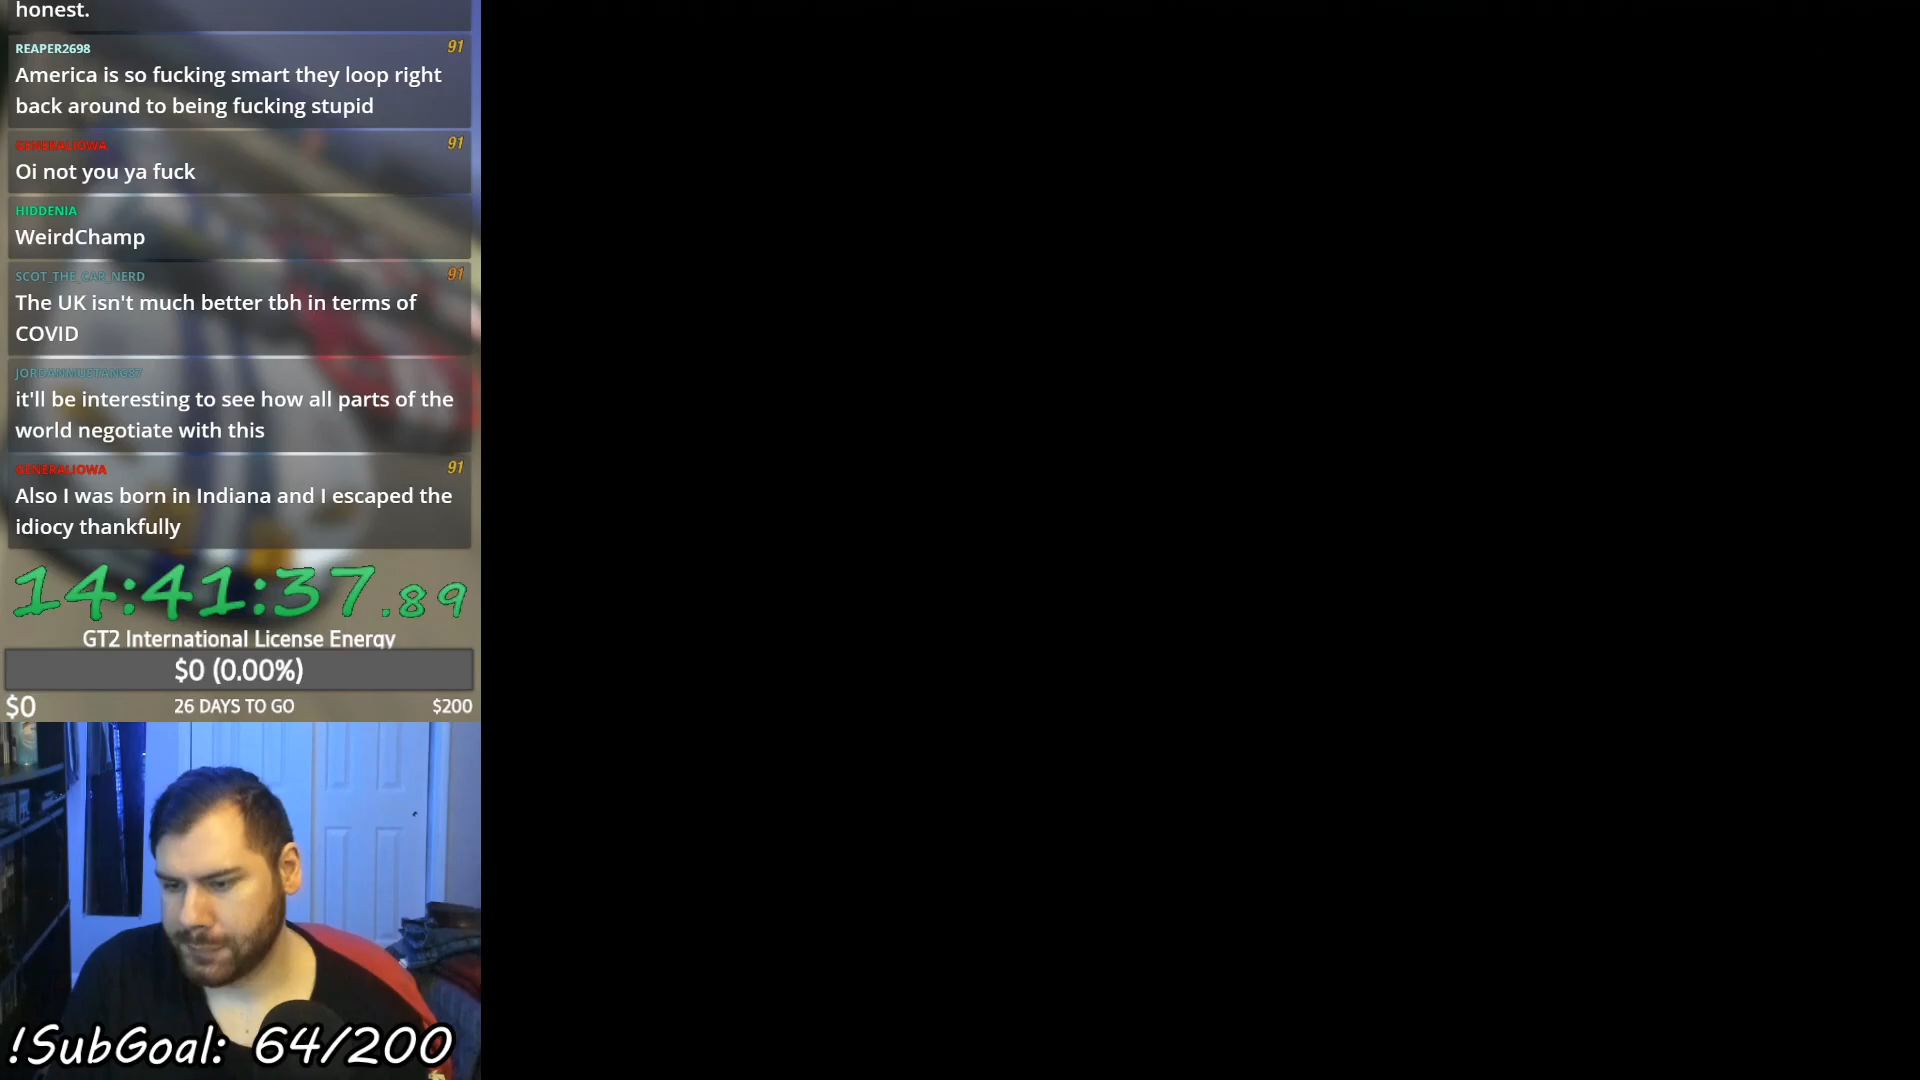 honest.
REAPER2698 91
America is so fucking smart they loop right
back around to being fucking stupid
GENERALIOWA 91
Oi not you ya fuck
HIDDENIA
WeirdChamp
SCOT_THE_CAR_NERD 91
The UK isn't much better tbh in terms of
COVID
JORDANMUSTANG87
it'll be interesting to see how all parts of the
world negotiate with this
GENERALIOWA 91
Also I was born in Indiana and I escaped the
idiocy thankfully
14:41:37.89
GT2 International License Energy
$0 (0.00%)
$0 26 DAYS TO GO $200
!SubGoal: 64/200